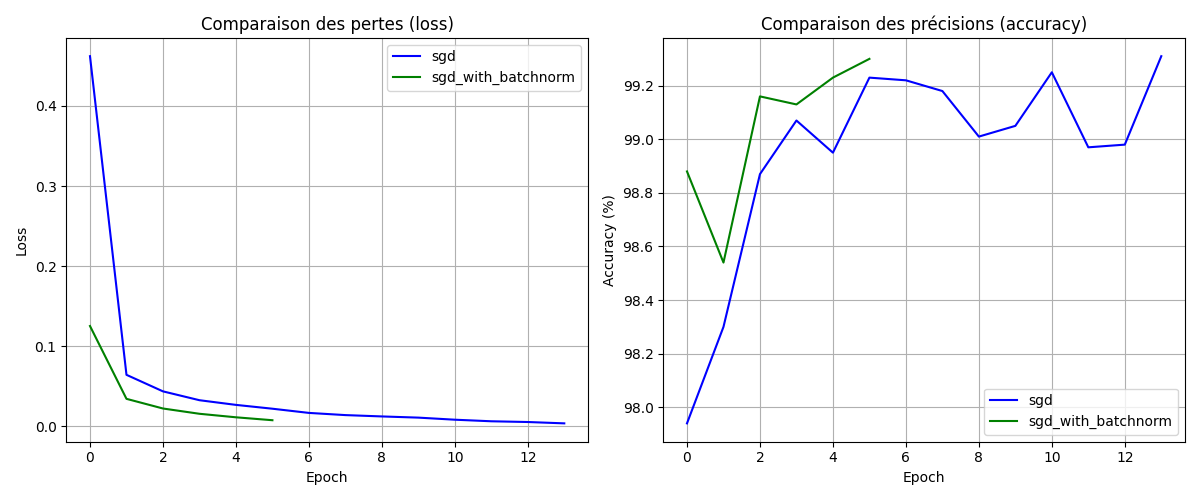 Comparaison des pertes (loss)
sgd
sgd_with_batchnorm
0.4
0.3
0.2
0.1
0.0
Loss
0 2 4 6 8 10 12
Epoch
Comparaison des précisions (accuracy)
99.2
99.0
98.8
98.6
98.4
98.2
98.0
Accuracy (%)
sgd
sgd_with_batchnorm
0 2 4 6 8 10 12
Epoch